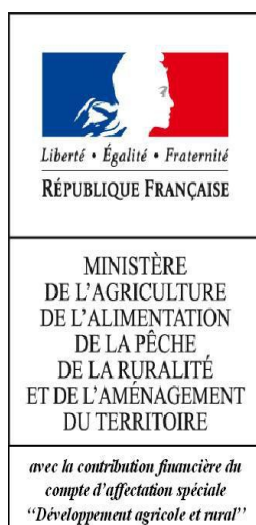 Liberté • Égalité • Fraternité
RÉPUBLIQUE FRANÇAISE
MINISTÈRE
DE L'AGRICULTURE
DE L'ALIMENTATION
DE LA PÊCHE
DE LA RURALITÉ
ET DE L'AMÉNAGEMENT
DU TERRITOIRE
avec la contribution financière du
compte d'affectation spéciale
‘‘Développement agricole et rural’’